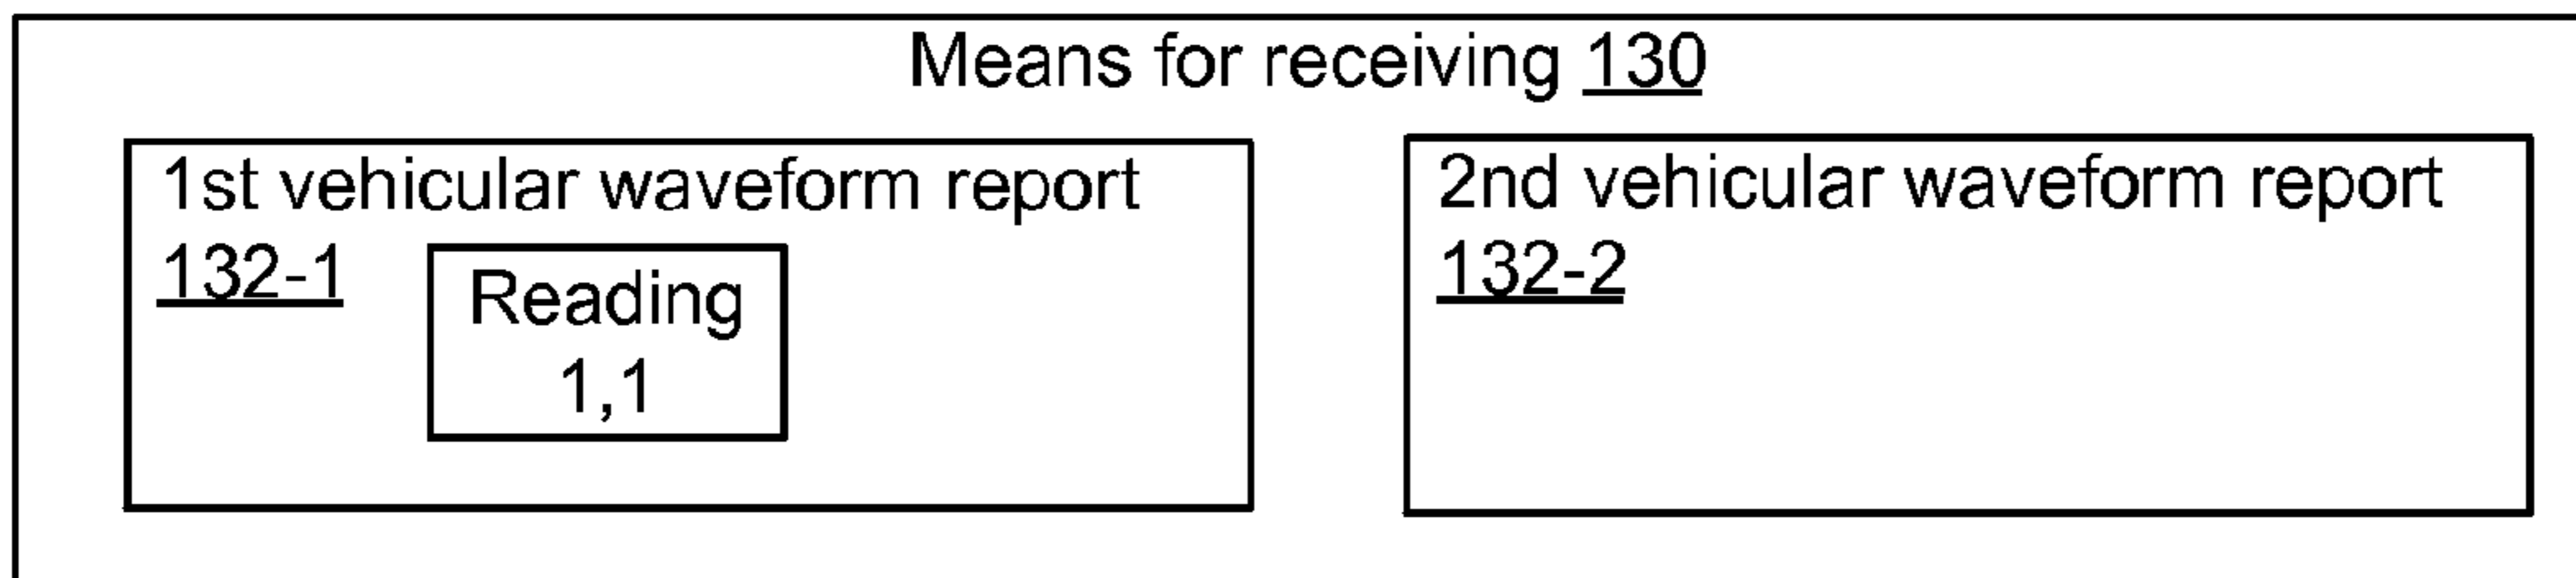 Means for receiving 130
1st vehicular waveform report
132-1
Reading
1,1
2nd vehicular waveform report
132-2